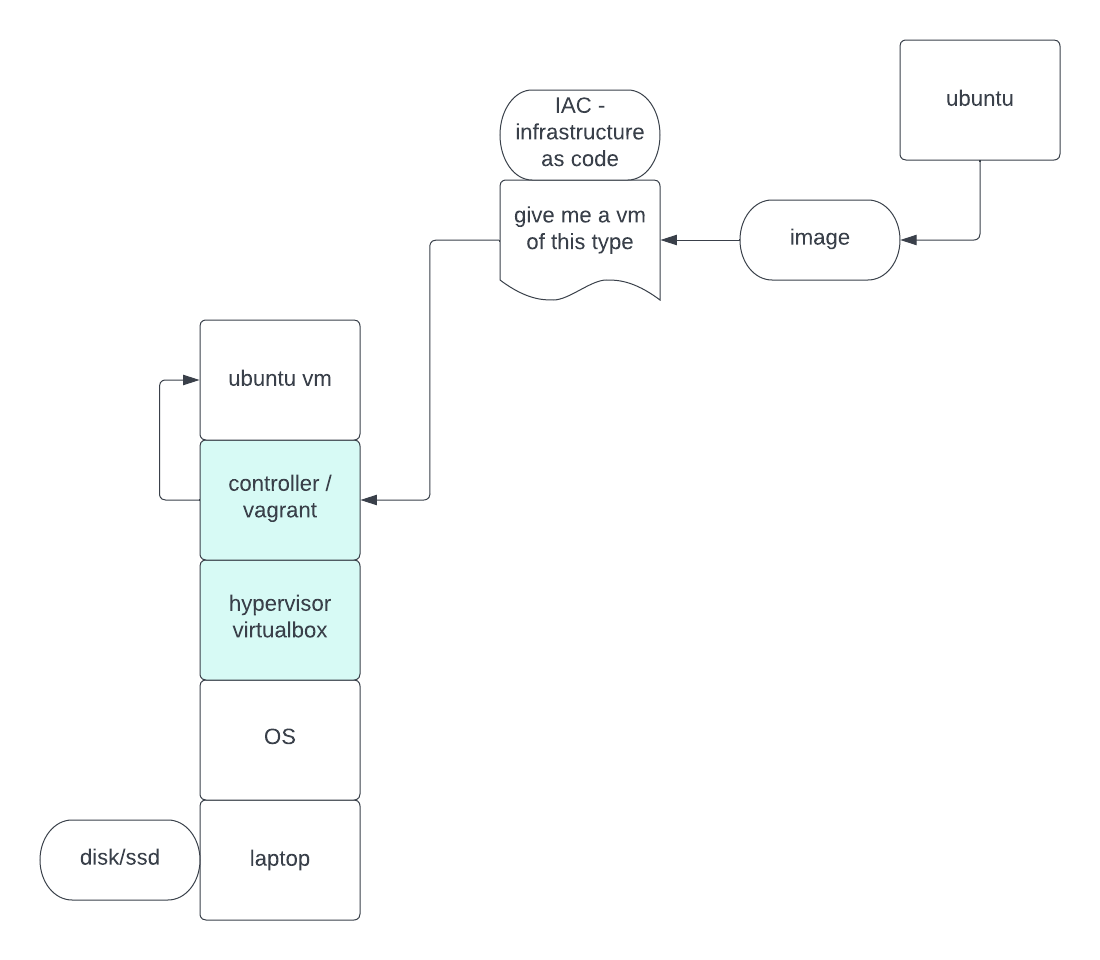 ubuntu
IAC -
infrastructure
as code
give me a vm
of this type
image
ubuntu vm
controller /
vagrant
hypervisor
virtualbox
OS
disk/ssd
laptop